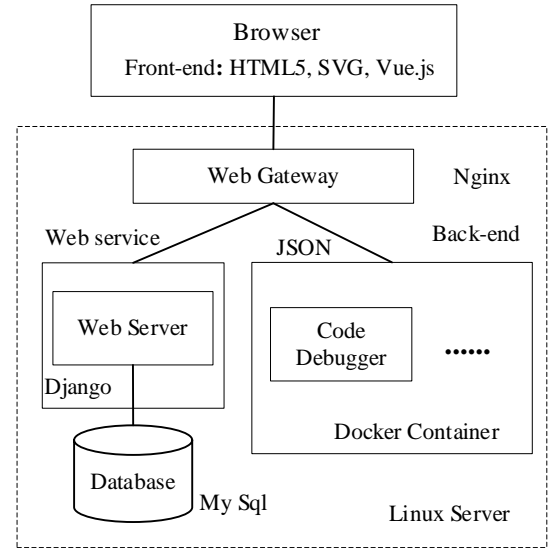 Browser
Front-end: HTML5, SVG, Vue.js
Web Gateway
Nginx
Web service
JSON
Back-end
Web Server
Code
Debugger
......
Django
Docker Container
Database
My Sql
Linux Server